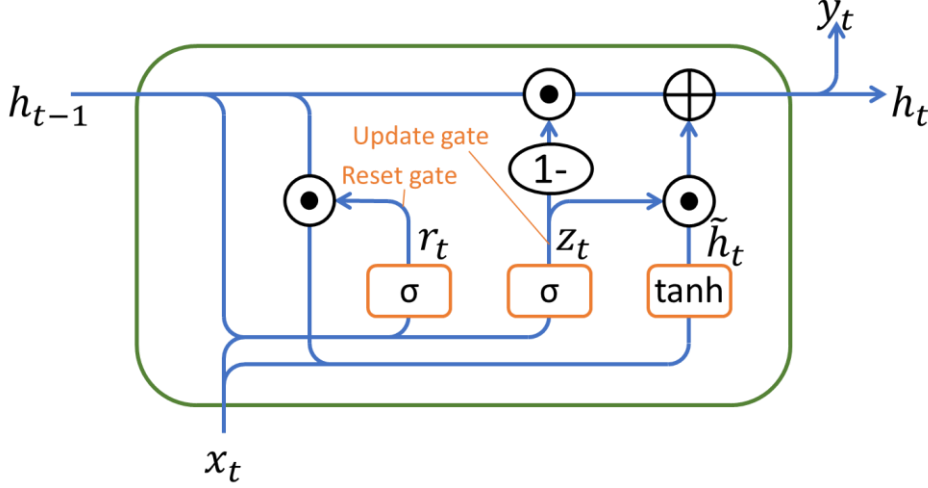 y_t
h_{t-1}
h_t
Update gate
1-
Reset gate
r_t
z_t
h̃_t
σ
σ
tanh
x_t